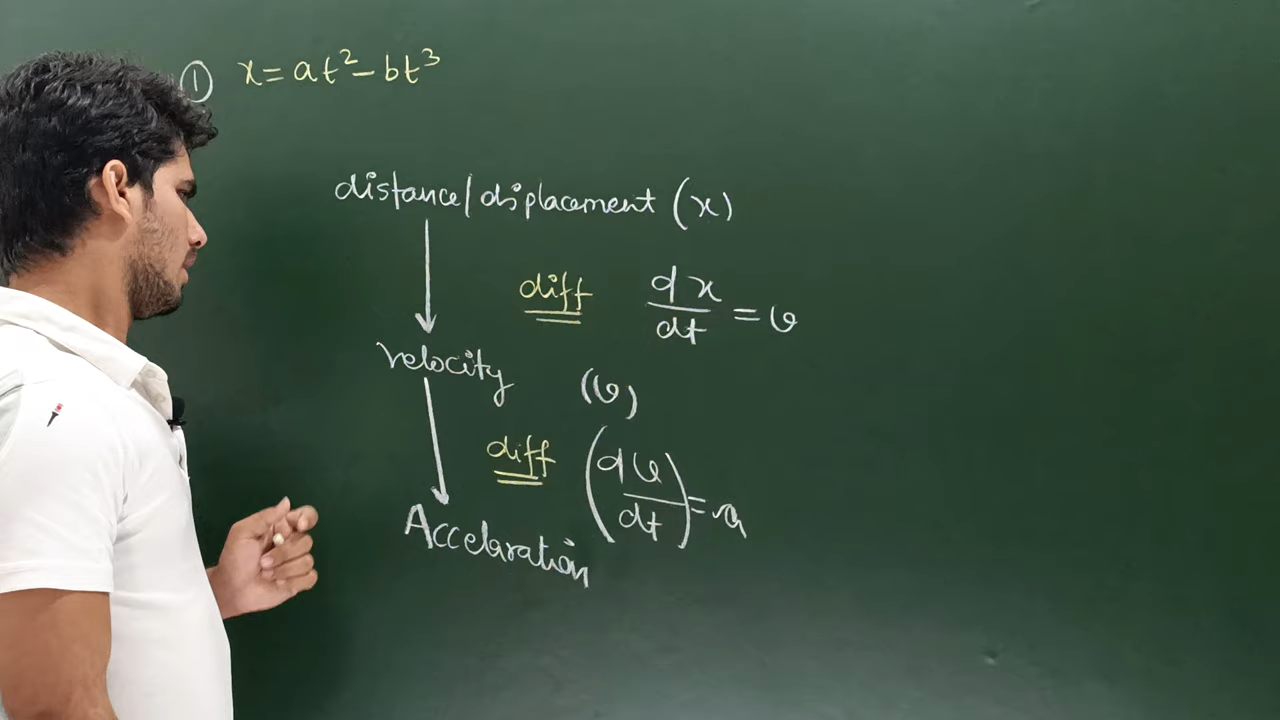 ① x = at² - bt³
distance/displacement (x)
diff dx/dt = v
velocity (v)
diff (dv/dt) = a
Accelaration